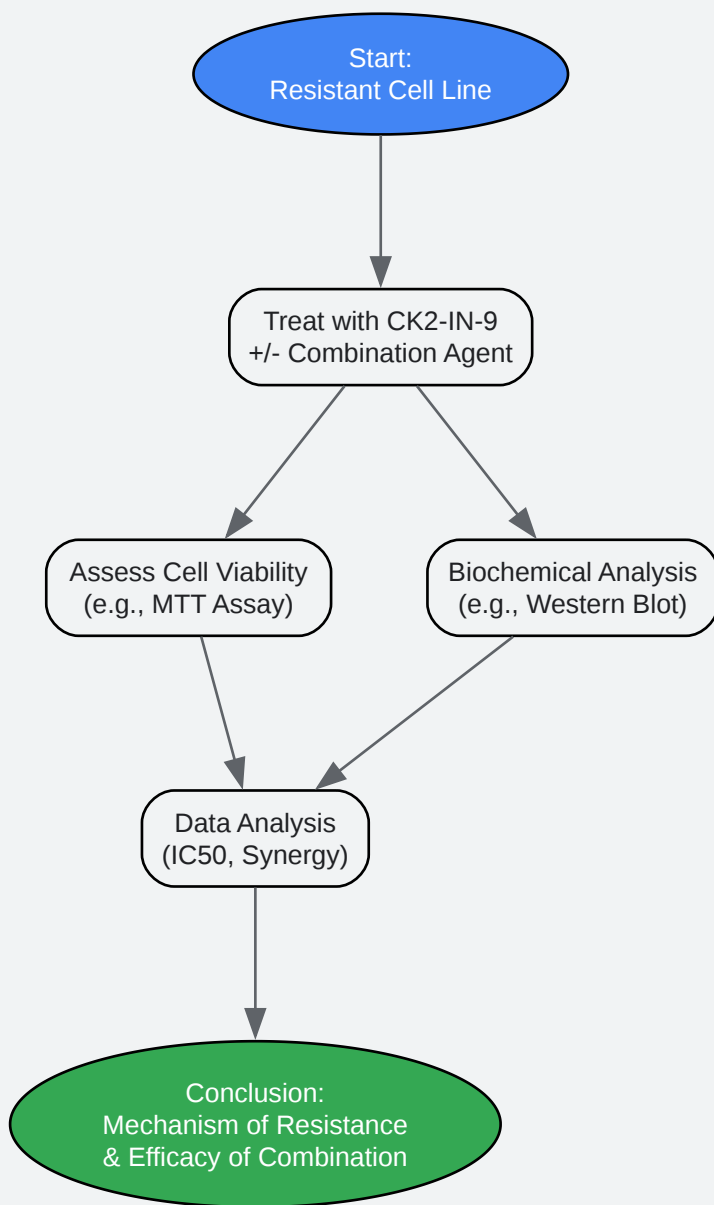 Start:
Resistant Cell Line
Treat with CK2-IN-9
+/- Combination Agent
Assess Cell Viability
(e.g., MTT Assay)
Biochemical Analysis
(e.g., Western Blot)
Data Analysis
(IC50, Synergy)
Conclusion:
Mechanism of Resistance
& Efficacy of Combination